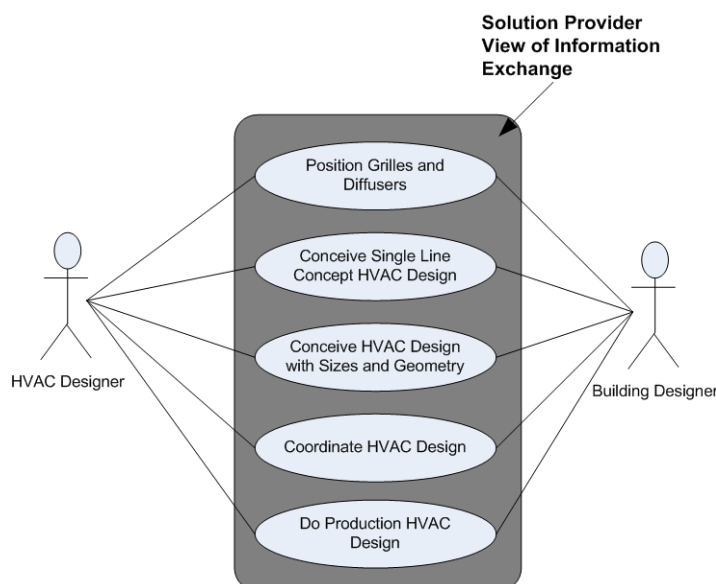 Solution Provider
View of Information
Exchange
Position Grilles and
Diffusers
Conceive Single Line
Concept HVAC Design
Conceive HVAC Design
with Sizes and Geometry
Coordinate HVAC Design
Do Production HVAC
Design
HVAC Designer
Building Designer